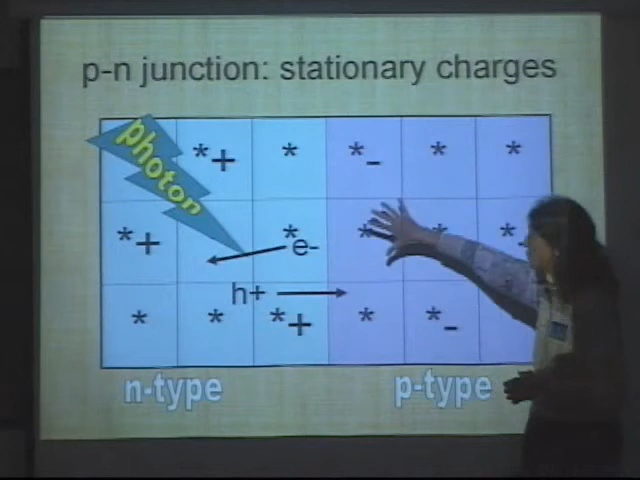 p-n junction: stationary charges
photon
*+ * *- * *
*+ * e- * * *-
h+
* * *+ * *-
n-type p-type